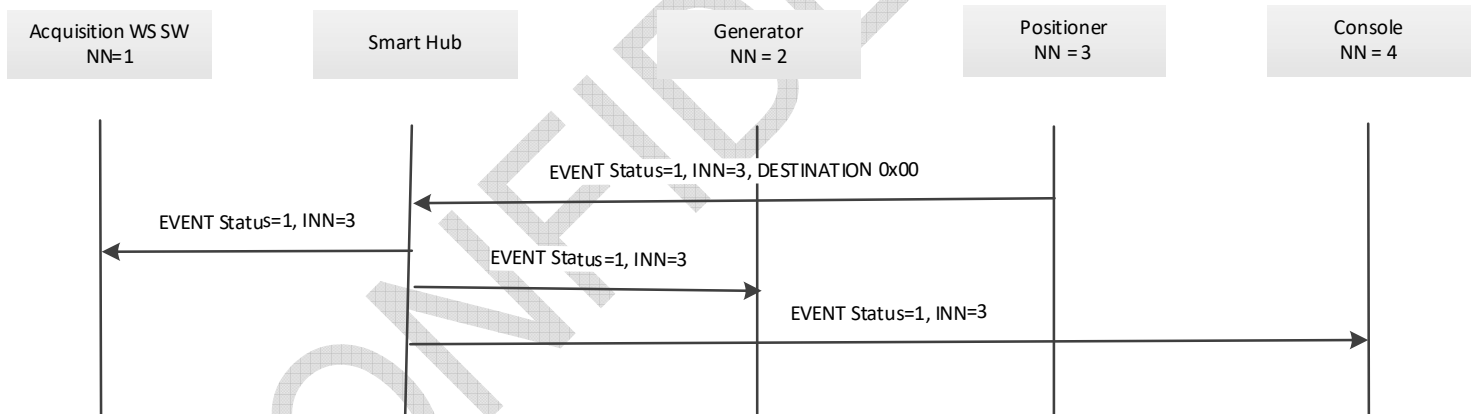 Acquisition WS SW
NN=1
Smart Hub
Generator
NN = 2
Positioner
NN = 3
Console
NN = 4
EVENT Status=1, INN=3, DESTINATION 0x00
EVENT Status=1, INN=3
EVENT Status=1, INN=3
EVENT Status=1, INN=3